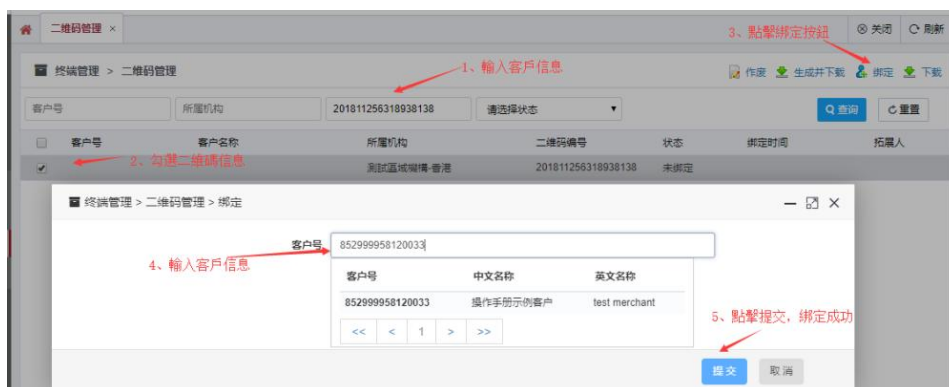 二维码管理 ×
关闭 刷新
3、點擊綁定按鈕
终端管理 > 二维码管理
作废 生成并下载 绑定 下载
1、輸入客戶信息
客户号 所属机构 201811256318938138 请选择状态 查询 重置
客户号 客户名称 所属机构 二维码编号 状态 绑定时间 拓展人
2、勾選二維碼信息
測試區域機構-香港 201811256318938138 未绑定
终端管理 > 二维码管理 > 绑定
客户号 852999958120033
4、輸入客戶信息
客户号 中文名称 英文名称
852999958120033 操作手册示例客户 test merchant
<< < 1 > >>
5、點擊提交，綁定成功
提交 取消